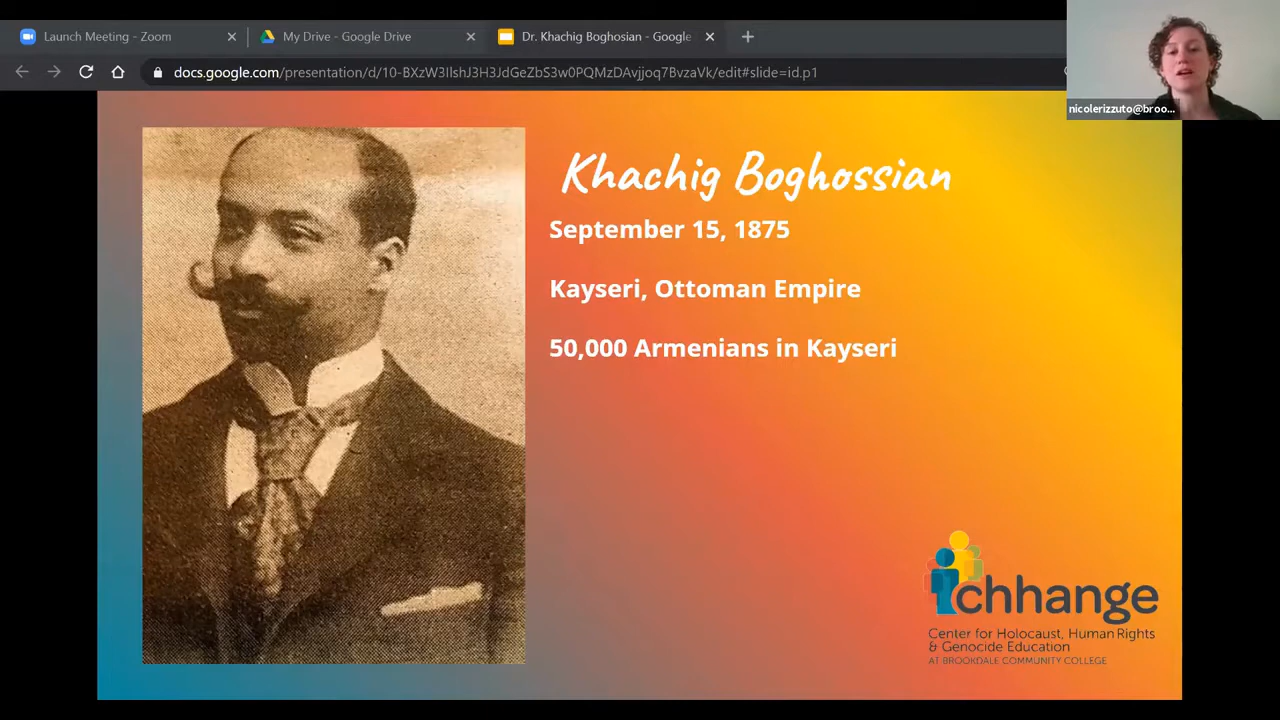 Launch Meeting - Zoom
My Drive - Google Drive
Dr. Khachig Boghosian - Google
docs.google.com/presentation/d/10-BXzW3IlshJ3H3JdGeZbS3w0PQMzDAvjjoq7BvzaVk/edit#slide=id.p1
nicolerizzuto@broo...
Khachig Boghossian
September 15, 1875
Kayseri, Ottoman Empire
50,000 Armenians in Kayseri
chhange
Center for Holocaust, Human Rights
& Genocide Education
AT BROOKDALE COMMUNITY COLLEGE